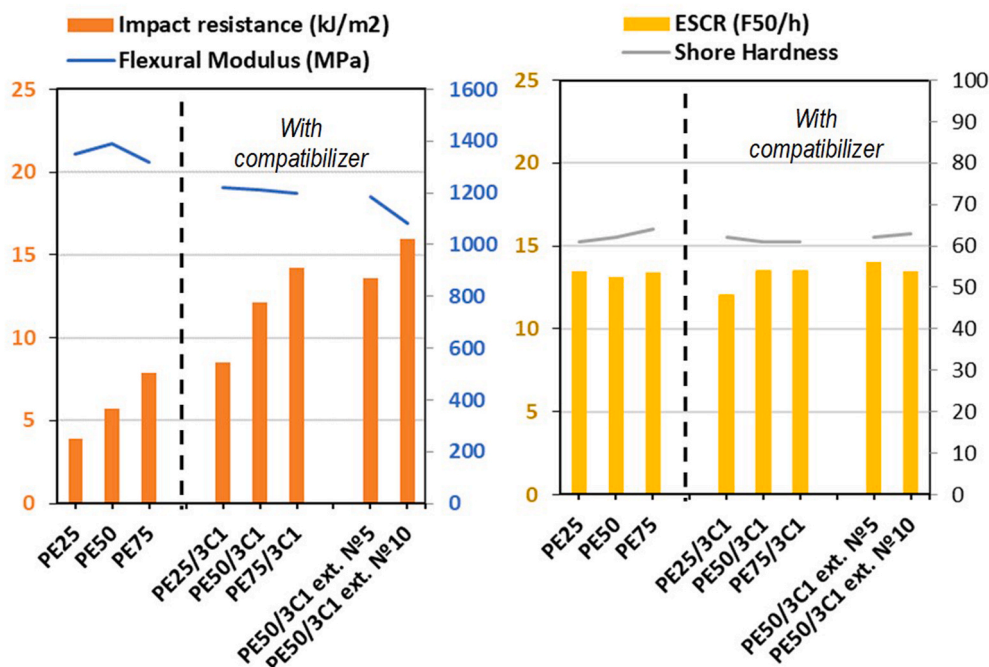 Impact resistance (kJ/m2)
Flexural Modulus (MPa)
25
20
15
10
5
0
With
compatibilizer
1600
1400
1200
1000
800
600
400
200
0
PE25
PE50
PE75
PE25/3C1
PE50/3C1
PE75/3C1
PE50/3C1 ext. №5
PE50/3C1 ext. №10
ESCR (F50/h)
Shore Hardness
25
20
15
10
5
0
With
compatibilizer
100
90
80
70
60
50
40
30
20
10
0
PE25
PE50
PE75
PE25/3C1
PE50/3C1
PE75/3C1
PE50/3C1 ext. №5
PE50/3C1 ext. №10